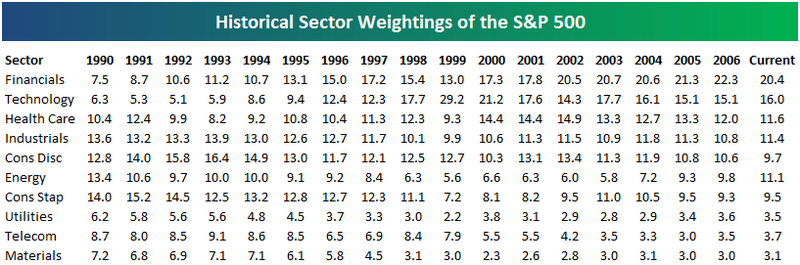 Historical Sector Weightings of the S&P 500
Sector 1990 1991 1992 1993 1994 1995 1996 1997 1998 1999 2000 2001 2002 2003 2004 2005 2006 Current
Financials 7.5 8.7 10.6 11.2 10.7 13.1 15.0 17.2 15.4 13.0 17.3 17.8 20.5 20.7 20.6 21.3 22.3 20.4
Technology 6.3 5.3 5.1 5.9 8.6 9.4 12.4 12.3 17.7 29.2 21.2 17.6 14.3 17.7 16.1 15.1 15.1 16.0
Health Care 10.4 12.4 9.9 8.2 9.2 10.8 10.4 11.3 12.3 9.3 14.4 14.4 14.9 13.3 12.7 13.3 12.0 11.6
Industrials 13.6 13.2 13.3 13.9 13.0 12.6 12.7 11.7 10.1 9.9 10.6 11.3 11.5 10.9 11.8 11.3 10.8 11.4
Cons Disc 12.8 14.0 15.8 16.4 14.9 13.0 11.7 12.1 12.5 12.7 10.3 13.1 13.4 11.3 11.9 10.8 10.6 9.7
Energy 13.4 10.6 9.7 10.0 10.0 9.1 9.2 8.4 6.3 5.6 6.6 6.3 6.0 5.8 7.2 9.3 9.8 11.1
Cons Stap 14.0 15.2 14.5 12.5 13.2 12.8 12.7 12.3 11.1 7.2 8.1 8.2 9.5 11.0 10.5 9.5 9.3 9.5
Utilities 6.2 5.8 5.6 5.6 4.8 4.5 3.7 3.3 3.0 2.2 3.8 3.1 2.9 2.8 2.9 3.4 3.6 3.5
Telecom 8.7 8.0 8.5 9.1 8.6 8.5 6.5 6.9 8.4 7.9 5.5 5.5 4.2 3.5 3.3 3.0 3.5 3.7
Materials 7.2 6.8 6.9 7.1 7.1 6.1 5.8 4.5 3.1 3.0 2.3 2.6 2.8 3.0 3.1 3.0 3.0 3.1